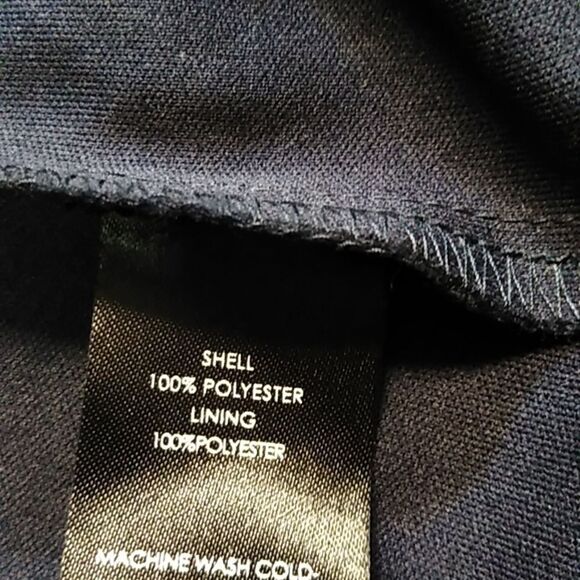 SHELL
100% POLYESTER
LINING
100%POLYESTER
MACHINE WASH COLD-